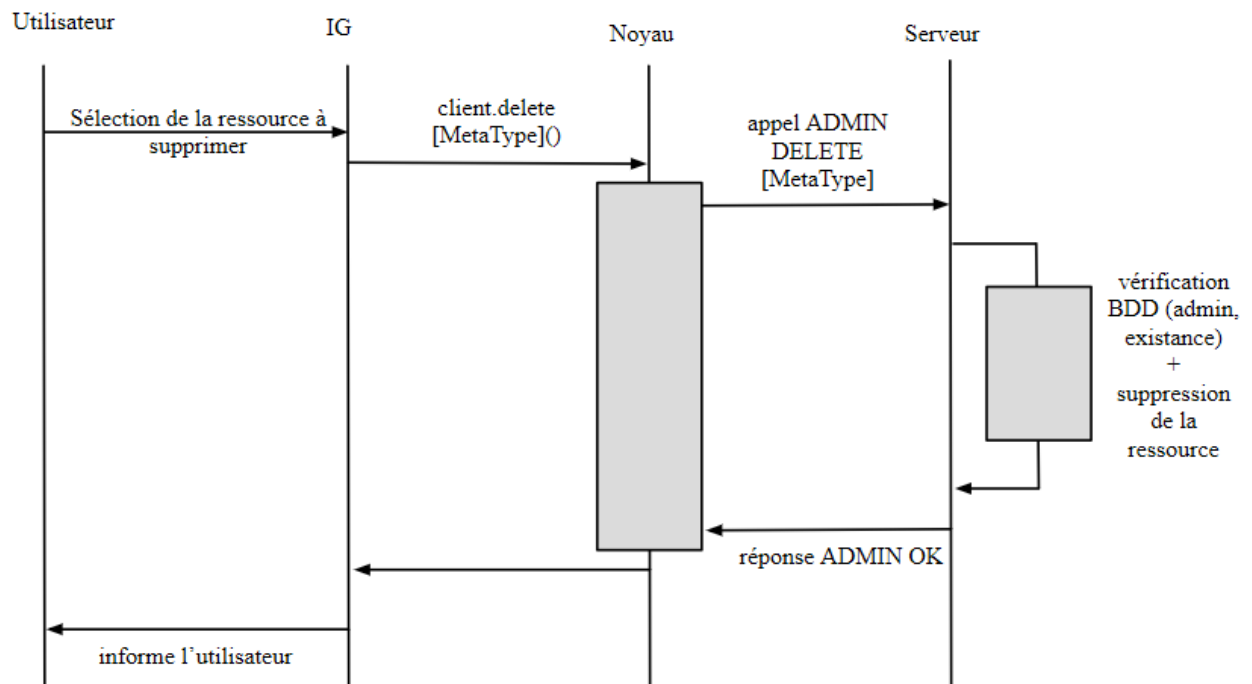 Utilisateur
IG
Noyau
Serveur
Sélection de la ressource à
supprimer
client.delete
[MetaType]()
appel ADMIN
DELETE
[MetaType]
vérification
BDD (admin,
existance)
+
suppression
de la
ressource
réponse ADMIN OK
informe l’utilisateur